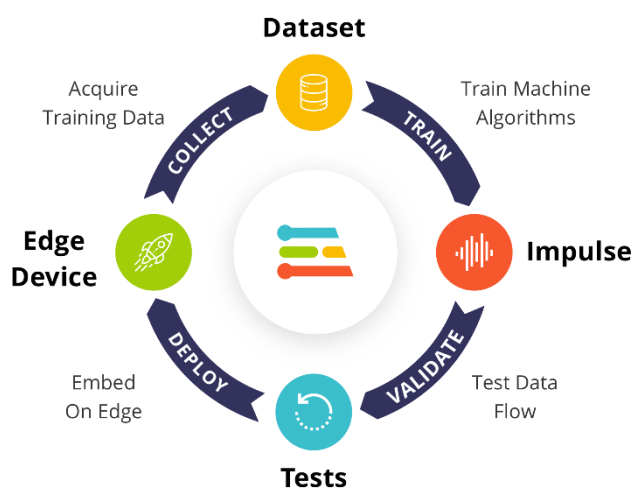 Dataset
Acquire
Training Data
Train Machine
Algorithms
COLLECT
TRAIN
Edge
Device
Impulse
DEPLOY
VALIDATE
Embed
On Edge
Test Data
Flow
Tests